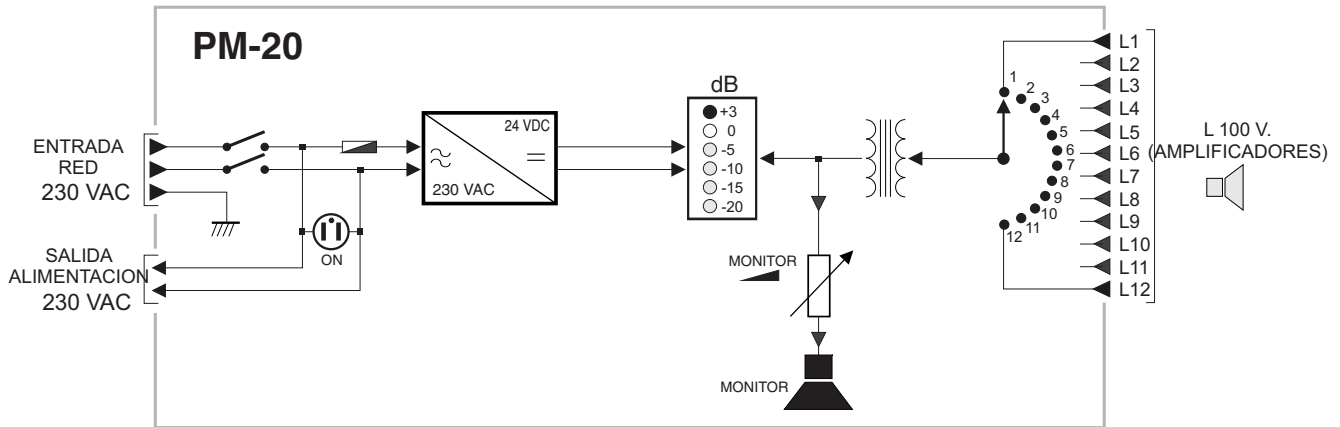 PM-20
ENTRADA
RED
230 VAC
SALIDA
ALIMENTACION
230 VAC
ON
24 VDC
230 VAC
dB
+3
0
-5
-10
-15
-20
MONITOR
MONITOR
1
2
3
4
5
6
7
8
9
10
11
12
L1
L2
L3
L4
L5
L6
L7
L8
L9
L10
L11
L12
L 100 V.
(AMPLIFICADORES)